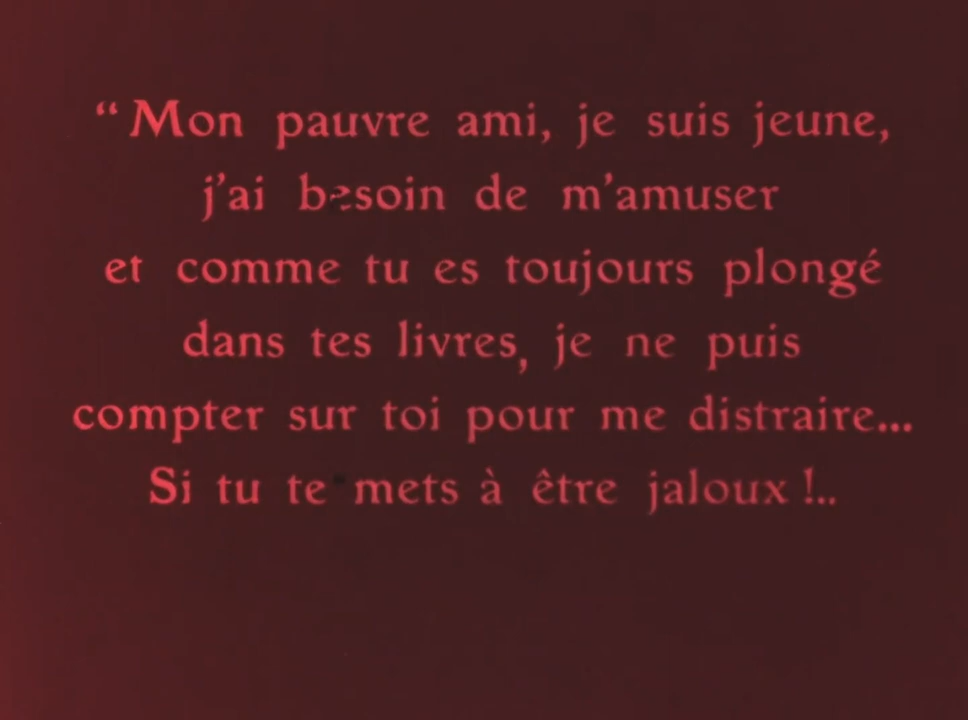 “Mon pauvre ami, je suis jeune,
j’ai besoin de m’amuser
et comme tu es toujours plongé
dans tes livres, je ne puis
compter sur toi pour me distraire...
Si tu te mets à être jaloux !..